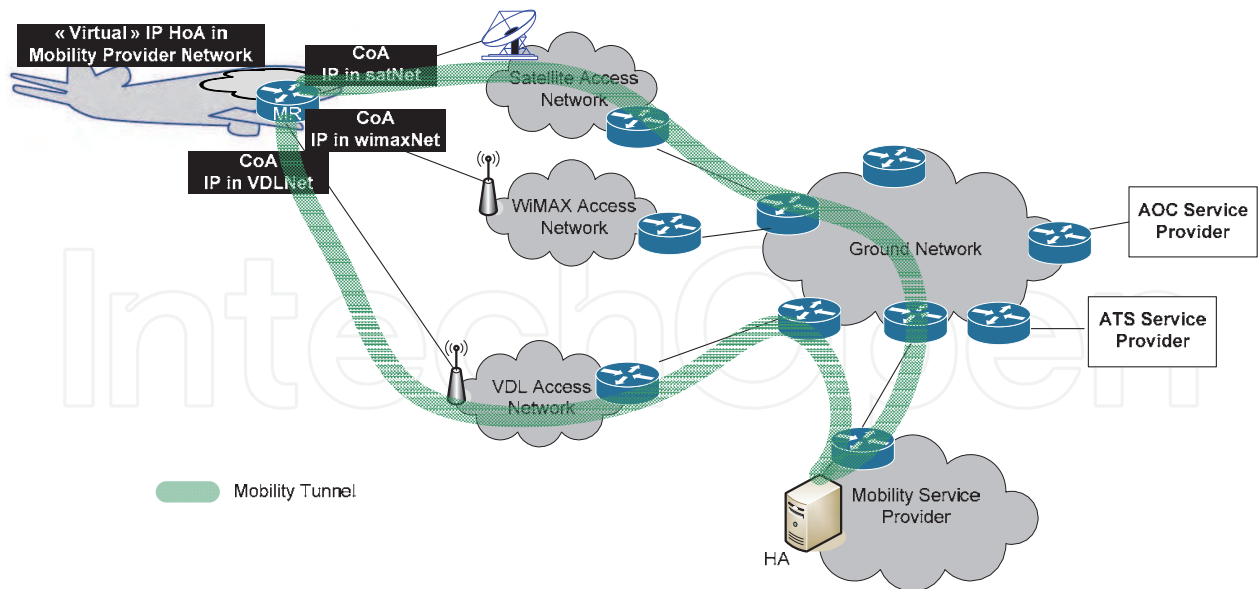 « Virtual » IP HoA in
Mobility Provider Network
CoA
IP in satNet
MR
CoA
IP in wimaxNet
CoA
IP in VDLNet
Satellite Access
Network
WiMAX Access
Network
Ground Network
AOC Service
Provider
ATS Service
Provider
VDL Access
Network
Mobility Tunnel
Mobility Service
Provider
HA
IntechOpen